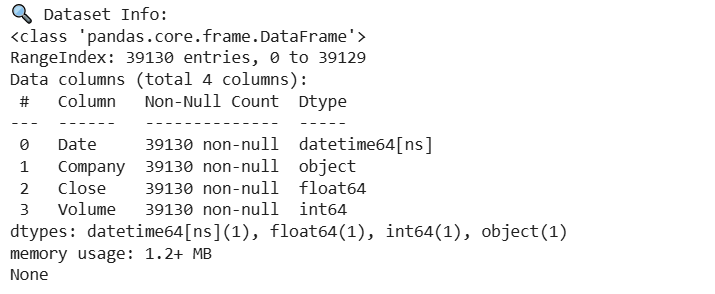 🔍 Dataset Info:
<class 'pandas.core.frame.DataFrame'>
RangeIndex: 39130 entries, 0 to 39129
Data columns (total 4 columns):
 #   Column   Non-Null Count  Dtype
---  ------   --------------  -----
 0   Date     39130 non-null  datetime64[ns]
 1   Company  39130 non-null  object
 2   Close    39130 non-null  float64
 3   Volume   39130 non-null  int64
dtypes: datetime64[ns](1), float64(1), int64(1), object(1)
memory usage: 1.2+ MB
None